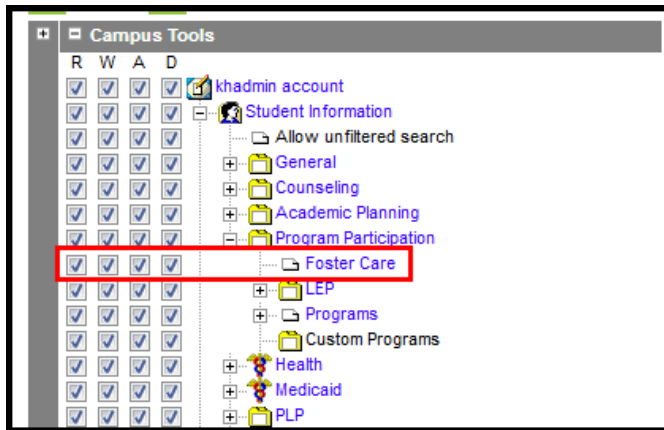 Campus Tools
R W A D
khadmin account
Student Information
Allow unfiltered search
General
Counseling
Academic Planning
Program Participation
Foster Care
LEP
Programs
Custom Programs
Health
Medicaid
PLP